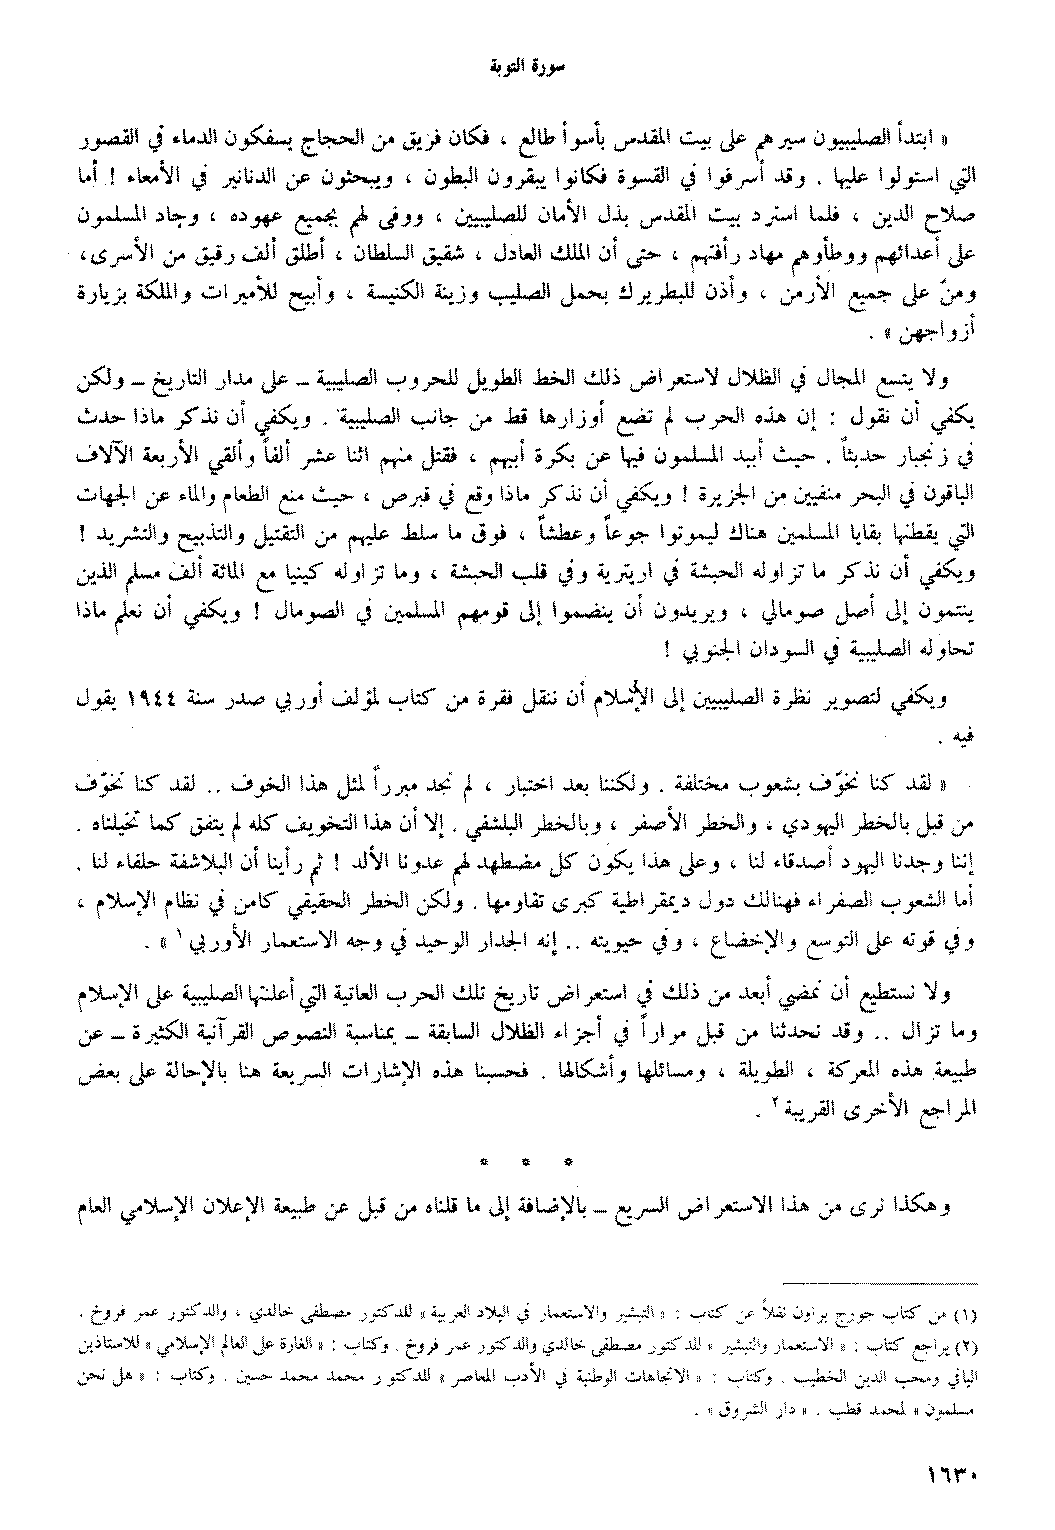 سورة التوبة
« ابتدأ الصليبيون سيرهم على بيت المقدس بأسوأ طالع ، فكان فريق من الحجاج يسفكون الدماء في القصور
التي استولوا عليها . وقد أسرفوا في القسوة فكانوا يبقرون البطون ، ويبحثون عن الدنانير في الأمعاء ! أما
صلاح الدين ، فلما استرد بيت المقدس بذل الأمان للصليبيين ، ووفى لهم بجميع عهوده ، وجاد المسلمون
على أعدائهم ووطأوهم مهاد رأفتهم ، حتى أن الملك العادل ، شقيق السلطان ، أطلق ألف رقيق من الأسرى،
ومنّ على جميع الأرمن ، وأذن للبطريرك بحمل الصليب وزينة الكنيسة ، وأبيح للأميرات والملكة بزيارة
أزواجهن » .
ولا يتسع المجال في الظلال لاستعراض ذلك الخط الطويل للحروب الصليبية – على مدار التاريخ – ولكن
يكفي أن نقول : إن هذه الحرب لم تضع أوزارها قط من جانب الصليبية . ويكفي أن نذكر ماذا حدث
في زنجبار حديثاً . حيث أبيد المسلمون فيها عن بكرة أبيهم ، فقتل منهم اثنا عشر ألفاً وألقي الأربعة الآلاف
الباقون في البحر منفيين من الجزيرة ! ويكفي أن نذكر ماذا وقع في قبرص ، حيث منع الطعام والماء عن الجهات
التي يقطنها بقايا المسلمين هناك ليموتوا جوعاً وعطشاً ، فوق ما سلط عليهم من التقتيل والتذبيح والتشريد !
ويكفي أن نذكر ما تزاوله الحبشة في اريترية وفي قلب الحبشة ، وما تزاوله كينيا مع المائة ألف مسلم الذين
ينتمون إلى أصل صومالي ، ويريدون أن ينضموا إلى قومهم المسلمين في الصومال ! ويكفي أن نعلم ماذا
تحاوله الصليبية في السودان الجنوبي !
ويكفي لتصوير نظرة الصليبيين إلى الإسلام أن ننقل فقرة من كتاب لمؤلف أوربي صدر سنة ١٩٤٤ يقول
فيه .
« لقد كنا نخوّف بشعوب مختلفة . ولكننا بعد اختبار ، لم نجد مبرراً لمثل هذا الخوف .. لقد كنا نخوّف
من قبل بالخطر اليهودي ، والخطر الأصفر ، وبالخطر البلشفي . إلا أن هذا التخويف كله لم يتفق كما تخيلناه .
إننا وجدنا اليهود أصدقاء لنا ، وعلى هذا يكون كل مضطهد لهم عدونا الألد ! ثم رأينا أن البلاشفة حلفاء لنا .
أما الشعوب الصفراء فهنالك دول ديمقراطية كبرى تقاومها . ولكن الخطر الحقيقي كامن في نظام الإسلام ،
وفي قوته على التوسع والإخضاع ، وفي حيويته .. إنه الجدار الوحيد في وجه الاستعمار الأوربي ١ » .
ولا نستطيع أن نمضي أبعد من ذلك في استعراض تاريخ تلك الحرب العاتية التي أعلنتها الصليبية على الإسلام
وما تزال .. وقد تحدثنا من قبل مراراً في أجزاء الظلال السابقة – بمناسبة النصوص القرآنية الكثيرة – عن
طبيعة هذه المعركة ، الطويلة ، ومسائلها وأشكالها . فحسبنا هذه الإشارات السريعة هنا بالإحالة على بعض
المراجع الأخرى القريبة ٢ .
* * *
وهكذا نرى من هذا الاستعراض السريع – بالإضافة إلى ما قلناه من قبل عن طبيعة الإعلان الإسلامي العام
(١) من كتاب جورج براون نقلاً عن كتاب : « التبشير والاستعمار في البلاد العربية » للدكتور مصطفى خالدي ، والدكتور عمر فروخ .
(٢) يراجع كتاب : « الاستعمار والتبشير » للدكتور مصطفى خالدي والدكتور عمر فروخ . وكتاب : « الغارة على العالم الإسلامي » للاستاذين
اليافي ومحب الدين الخطيب . وكتاب : « الاتجاهات الوطنية في الأدب المعاصر » للدكتور محمد محمد حسين . وكتاب : « هل نحن
مسلمون » لمحمد قطب . « دار الشروق » .
١٦٣٠